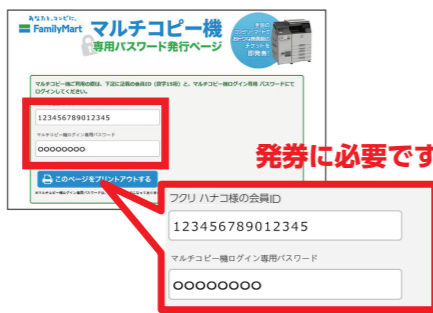 あなたと、コンビに、
FamilyMart
マルチコピー機
専用パスワード発行ページ
マルチコピー機ご利用の際は、下記に記載の会員ID（数字15桁）と、マルチコピー機ログイン専用 パスワードにて
ログインしてください。
123456789012345
マルチコピー機ログイン専用パスワード
oooooooo
このページをプリントアウトする
発券に必要です
フクリ ハナコ様の会員ID
123456789012345
マルチコピー機ログイン専用パスワード
oooooooo